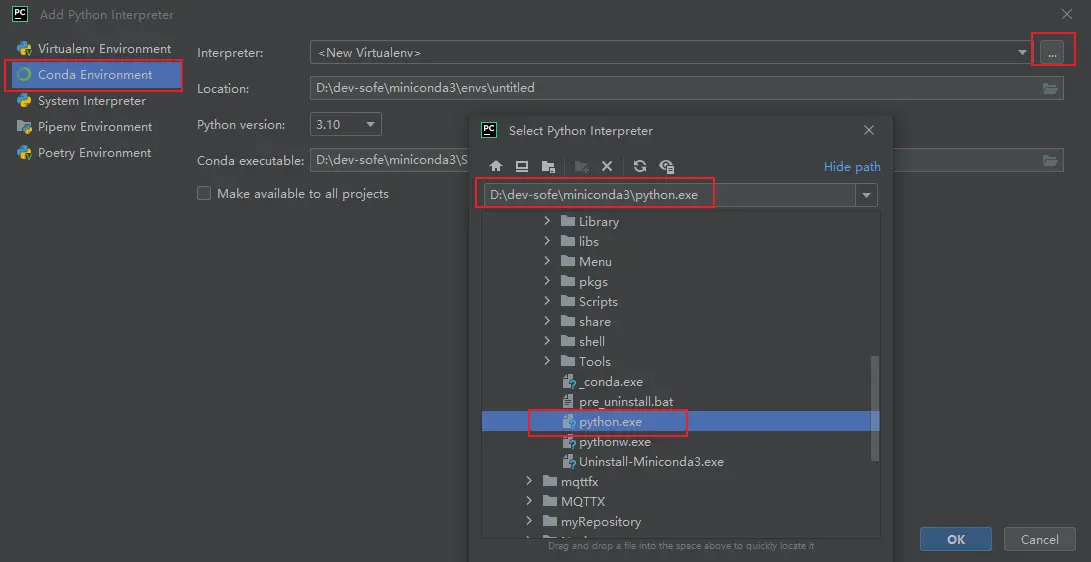 PC Add Python Interpreter
Virtualenv Environment
Conda Environment
System Interpreter
Pipenv Environment
Poetry Environment
Interpreter: <New Virtualenv> ...
Location: D:\dev-sofe\miniconda3\envs\untitled
Python version: 3.10
Conda executable: D:\dev-sofe\miniconda3\S
Make available to all projects
PC Select Python Interpreter
Hide path
D:\dev-sofe\miniconda3\python.exe
Library
libs
Menu
pkgs
Scripts
share
shell
Tools
_conda.exe
pre_uninstall.bat
python.exe
pythonw.exe
Uninstall-Miniconda3.exe
mqttfx
MQTTX
myRepository
Drag and drop a file into the space above to quickly locate it
OK Cancel